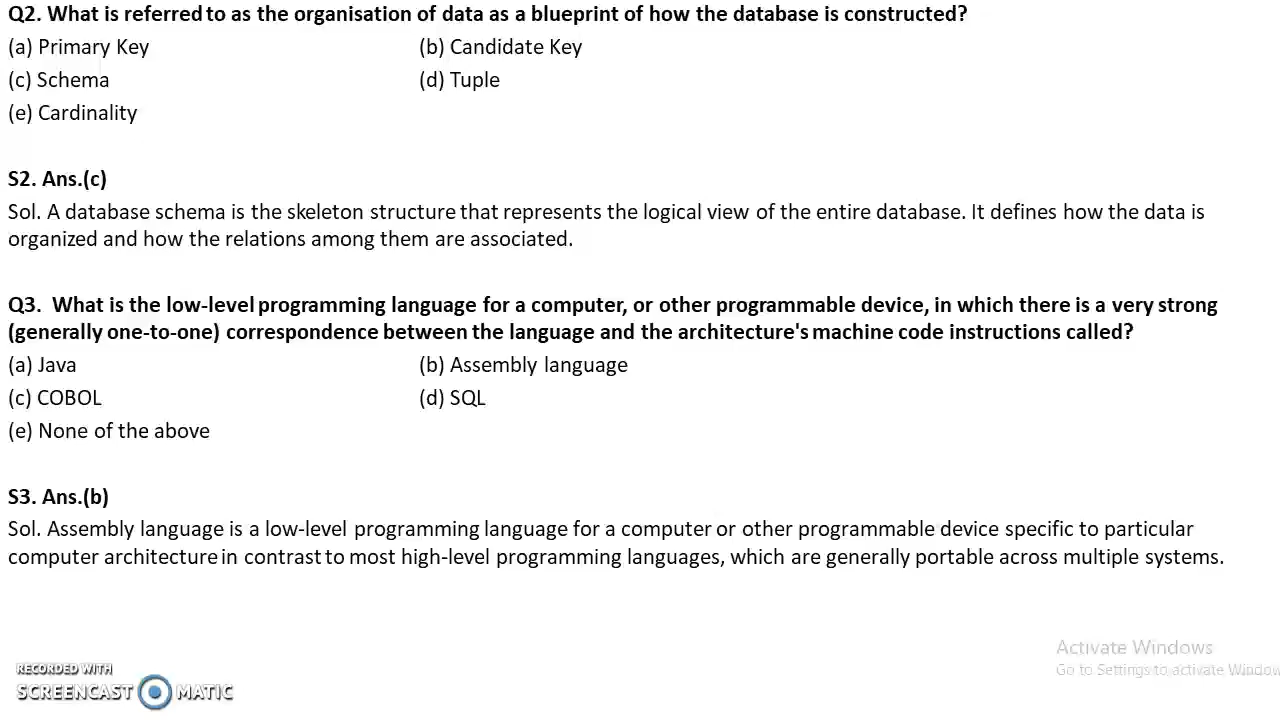 Q2. What is referred to as the organisation of data as a blueprint of how the database is constructed?
(a) Primary Key (b) Candidate Key
(c) Schema (d) Tuple
(e) Cardinality
S2. Ans.(c)
Sol. A database schema is the skeleton structure that represents the logical view of the entire database. It defines how the data is
organized and how the relations among them are associated.
Q3. What is the low-level programming language for a computer, or other programmable device, in which there is a very strong
(generally one-to-one) correspondence between the language and the architecture's machine code instructions called?
(a) Java (b) Assembly language
(c) COBOL (d) SQL
(e) None of the above
S3. Ans.(b)
Sol. Assembly language is a low-level programming language for a computer or other programmable device specific to particular
computer architecture in contrast to most high-level programming languages, which are generally portable across multiple systems.
Activate Windows
Go to Settings to activate Window
RECORDED WITH
SCREENCAST MATIC